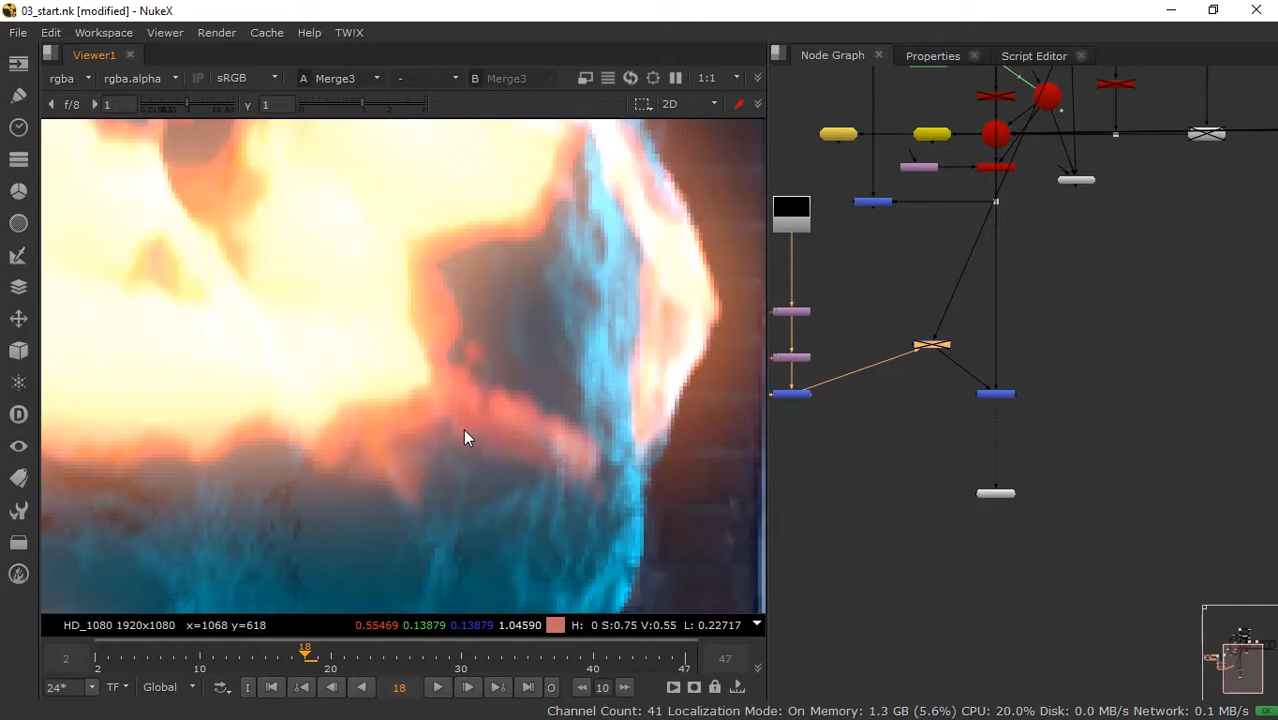 03_start.nk [modified] - NukeX
File Edit Workspace Viewer Render Cache Help TW!X
Viewer1
Node Graph Properties Script Editor
rgba rgba.alpha IP sRGB A Merge3 - B Merge3 1:1
f/8 1 γ 1 2D
HD_1080 1920x1080 x=1068 y=618 0.55469 0.13879 0.13879 1.04590 H: 0 S:0.75 V:0.55 L: 0.22717
18
2 2 10 20 30 40 47 47
24* TF Global I 18 O 10
Channel Count: 41 Localization Mode: On Memory: 1.3 GB (5.6%) CPU: 20.0% Disk: 0.0 MB/s Network: 0.1 MB/s